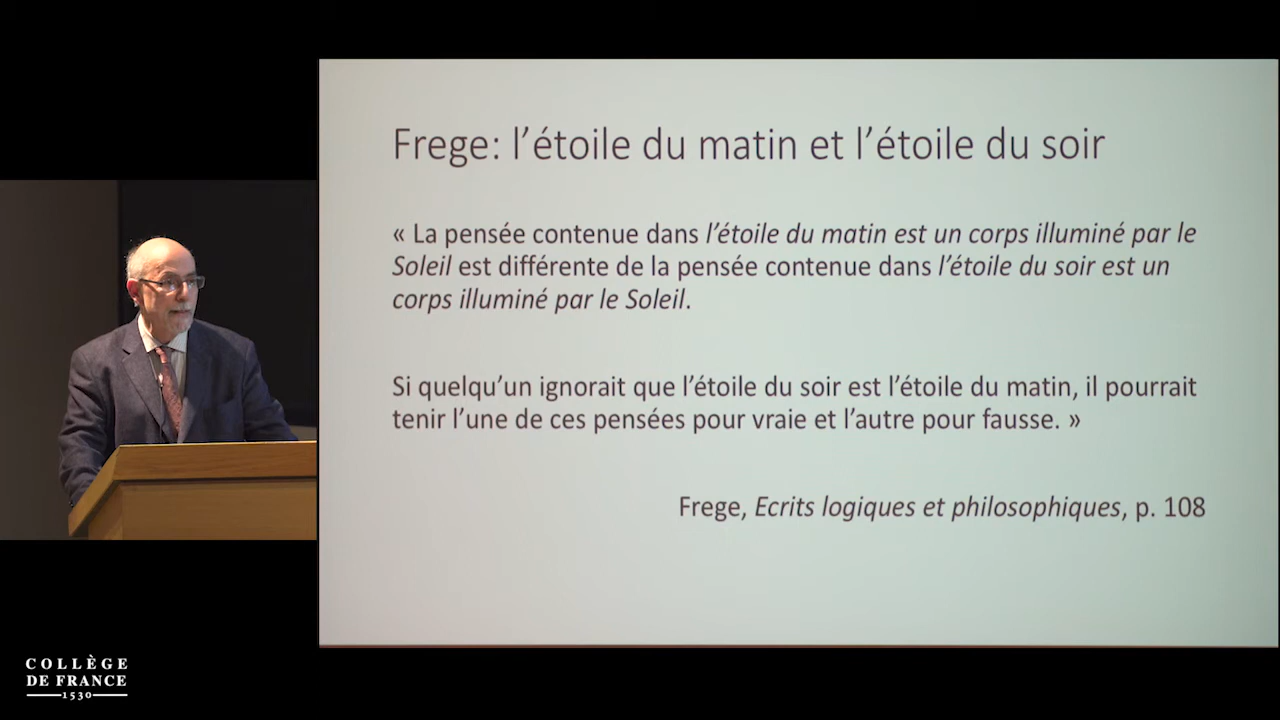 Frege: l’étoile du matin et l’étoile du soir
« La pensée contenue dans l’étoile du matin est un corps illuminé par le
Soleil est différente de la pensée contenue dans l’étoile du soir est un
corps illuminé par le Soleil.
Si quelqu’un ignorait que l’étoile du soir est l’étoile du matin, il pourrait
tenir l’une de ces pensées pour vraie et l’autre pour fausse. »
Frege, Ecrits logiques et philosophiques, p. 108
COLLÈGE
DE FRANCE
1530